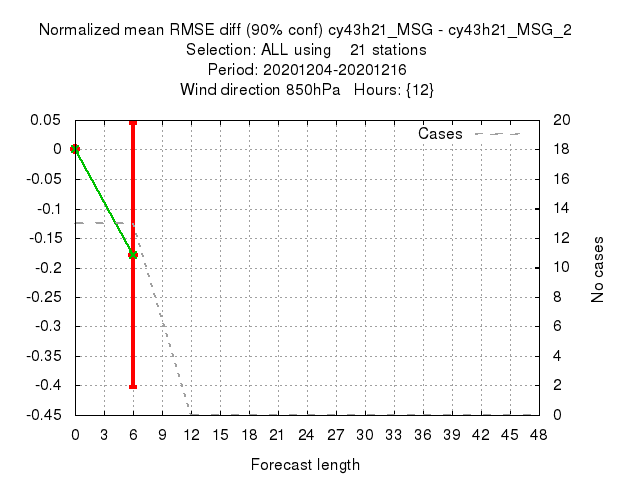 Normalized mean RMSE diff (90% conf) cy43h21_MSG - cy43h21_MSG_2
Selection: ALL using    21 stations
Period: 20201204-20201216
Wind direction 850hPa   Hours: {12}
Cases
0.05
0
-0.05
-0.1
-0.15
-0.2
-0.25
-0.3
-0.35
-0.4
-0.45
20
18
16
14
12
10
8
6
4
2
0
No cases
0 3 6 9 12 15 18 21 24 27 30 33 36 39 42 45 48
Forecast length